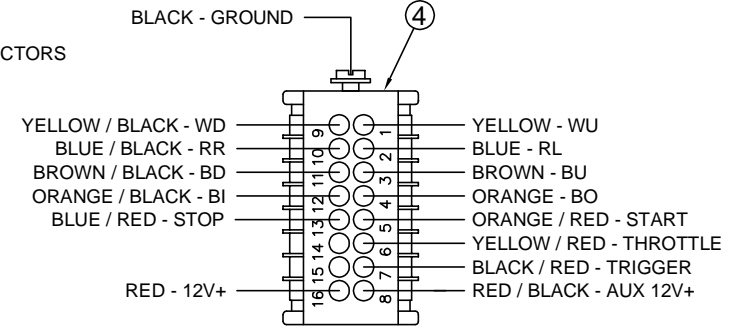 BLACK - GROUND
4
CTORS
YELLOW / BLACK - WD 9 1 YELLOW - WU
BLUE / BLACK - RR 10 2 BLUE - RL
BROWN / BLACK - BD 11 3 BROWN - BU
ORANGE / BLACK - BI 12 4 ORANGE - BO
BLUE / RED - STOP 13 5 ORANGE / RED - START
14 6 YELLOW / RED - THROTTLE
15 7 BLACK / RED - TRIGGER
RED - 12V+ 16 8 RED / BLACK - AUX 12V+